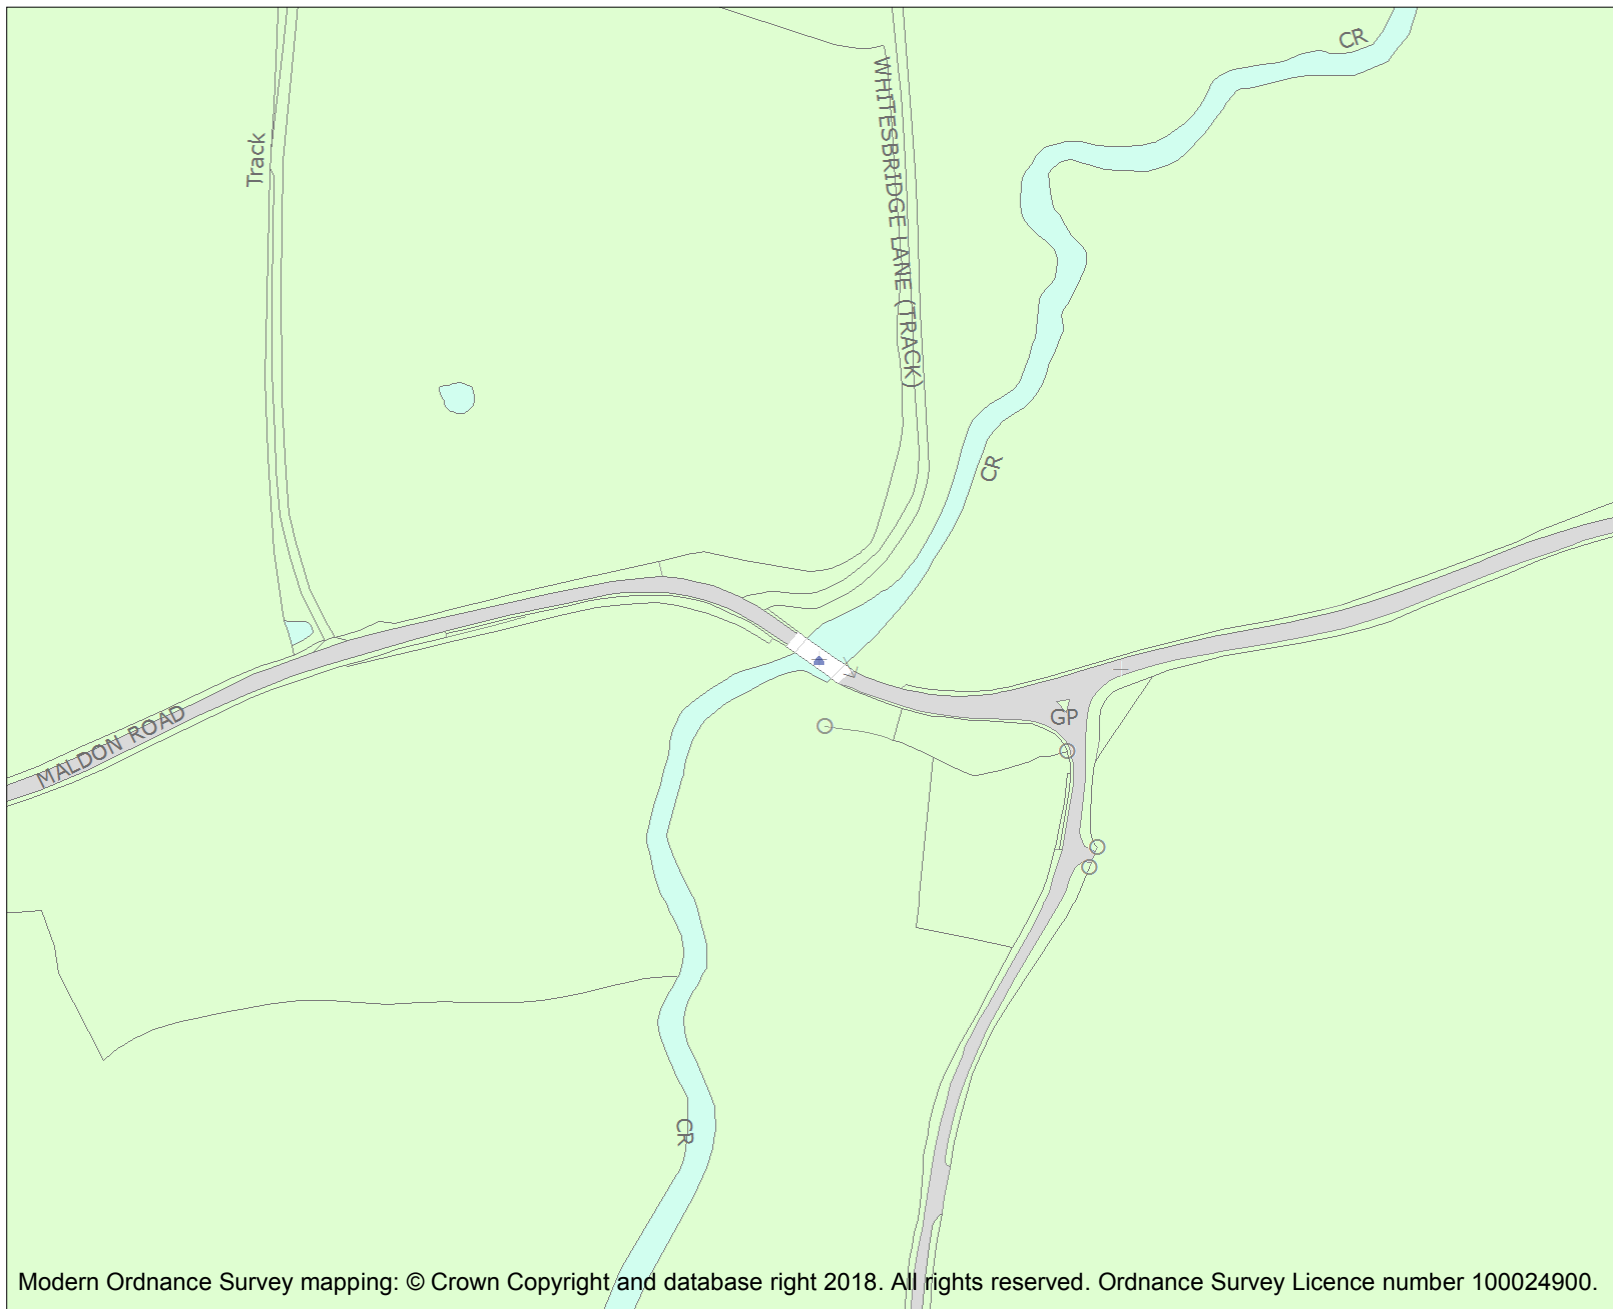 CR
WHITESBRIDGE LANE (TRACK)
Track
CR
MALDON ROAD
GP
CR
Modern Ordnance Survey mapping: © Crown Copyright and database right 2018. All rights reserved. Ordnance Survey Licence number 100024900.